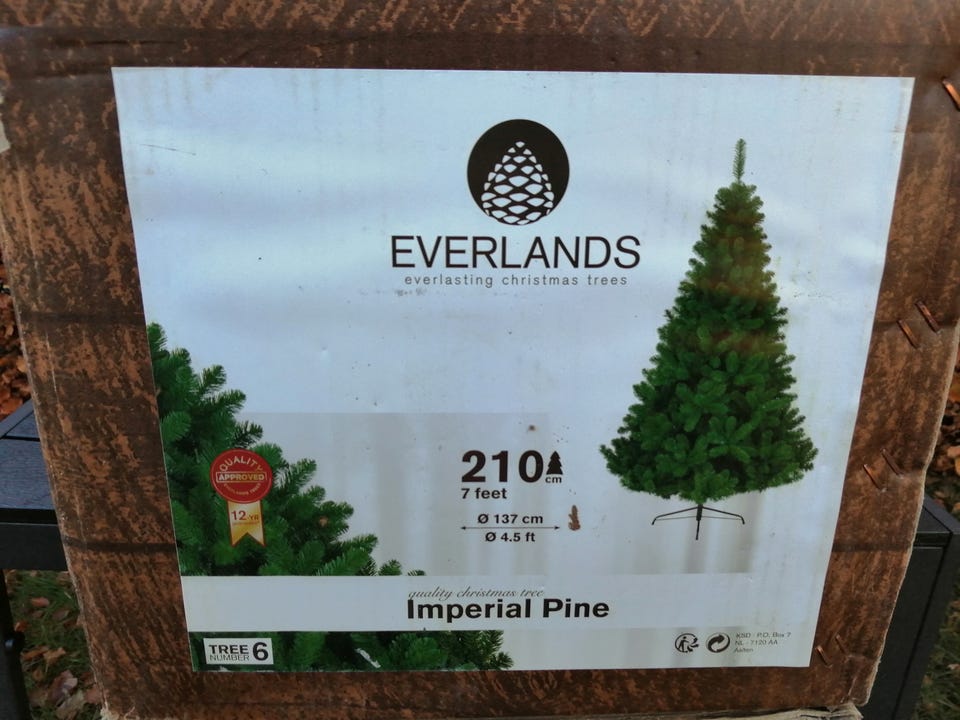 EVERLANDS
everlasting christmas trees
210 cm
7 feet
Ø 137 cm
Ø 4.5 ft
QUALITY
APPROVED
12-YR
quality christmas tree
Imperial Pine
TREE
NUMBER 6
KSD - P.O. Box 7
NL - 7120 AA
Aalten